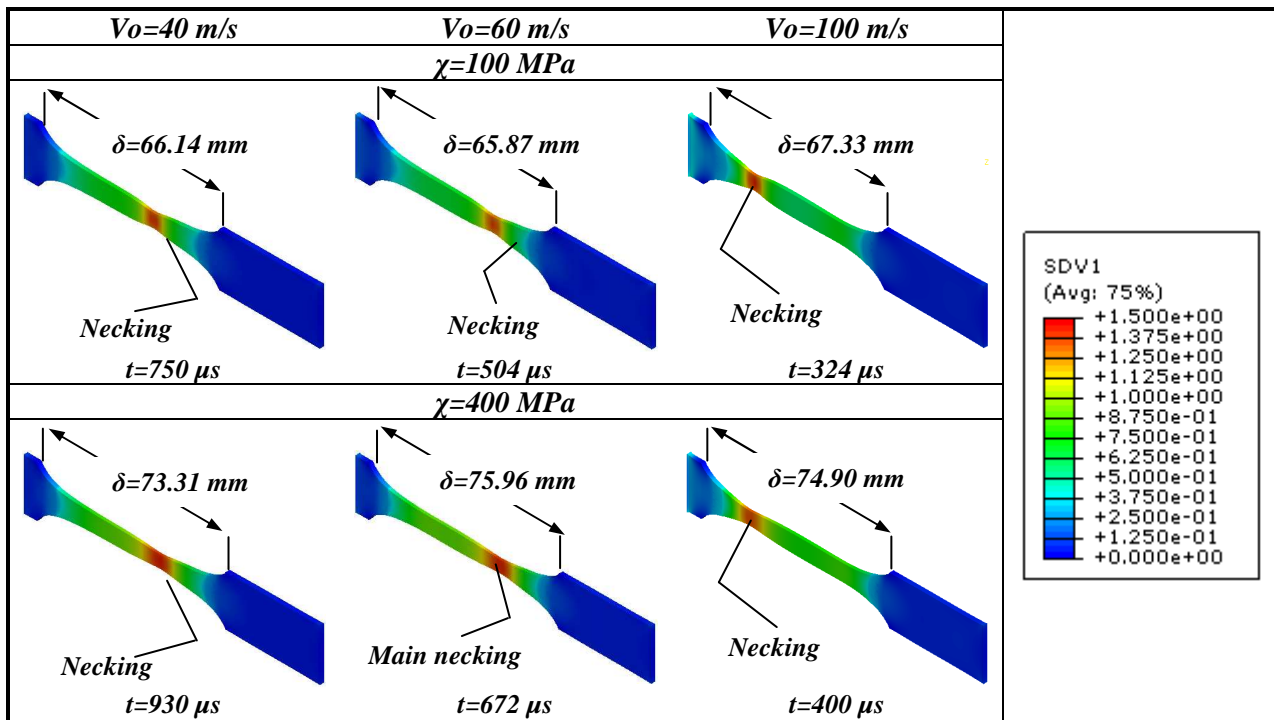 Vo=40 m/s Vo=60 m/s Vo=100 m/s
χ=100 MPa
δ=66.14 mm δ=65.87 mm δ=67.33 mm
2
Necking Necking Necking
t=750 μs t=504 μs t=324 μs
χ=400 MPa
δ=73.31 mm δ=75.96 mm δ=74.90 mm
Necking Main necking Necking
t=930 μs t=672 μs t=400 μs
SDV1
(Avg: 75%)
+1.500e+00
+1.375e+00
+1.250e+00
+1.125e+00
+1.000e+00
+8.750e-01
+7.500e-01
+6.250e-01
+5.000e-01
+3.750e-01
+2.500e-01
+1.250e-01
+0.000e+00